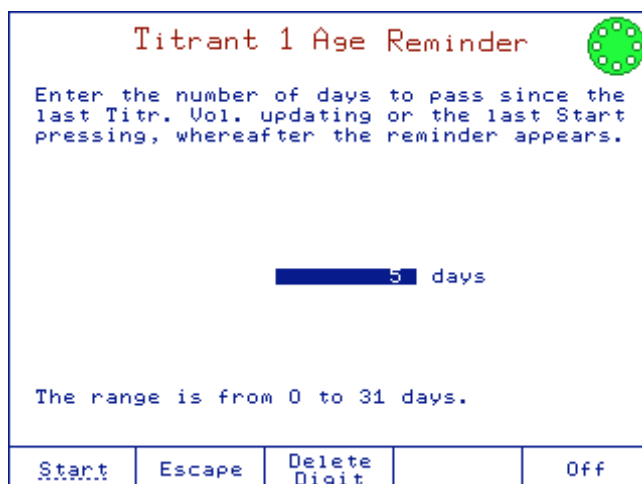 Titrant 1 Age Reminder
Enter the number of days to pass since the
last Titr. Vol. updating or the last Start
pressing, whereafter the reminder appears.
5 days
The range is from 0 to 31 days.
Start Escape Delete Digit Off